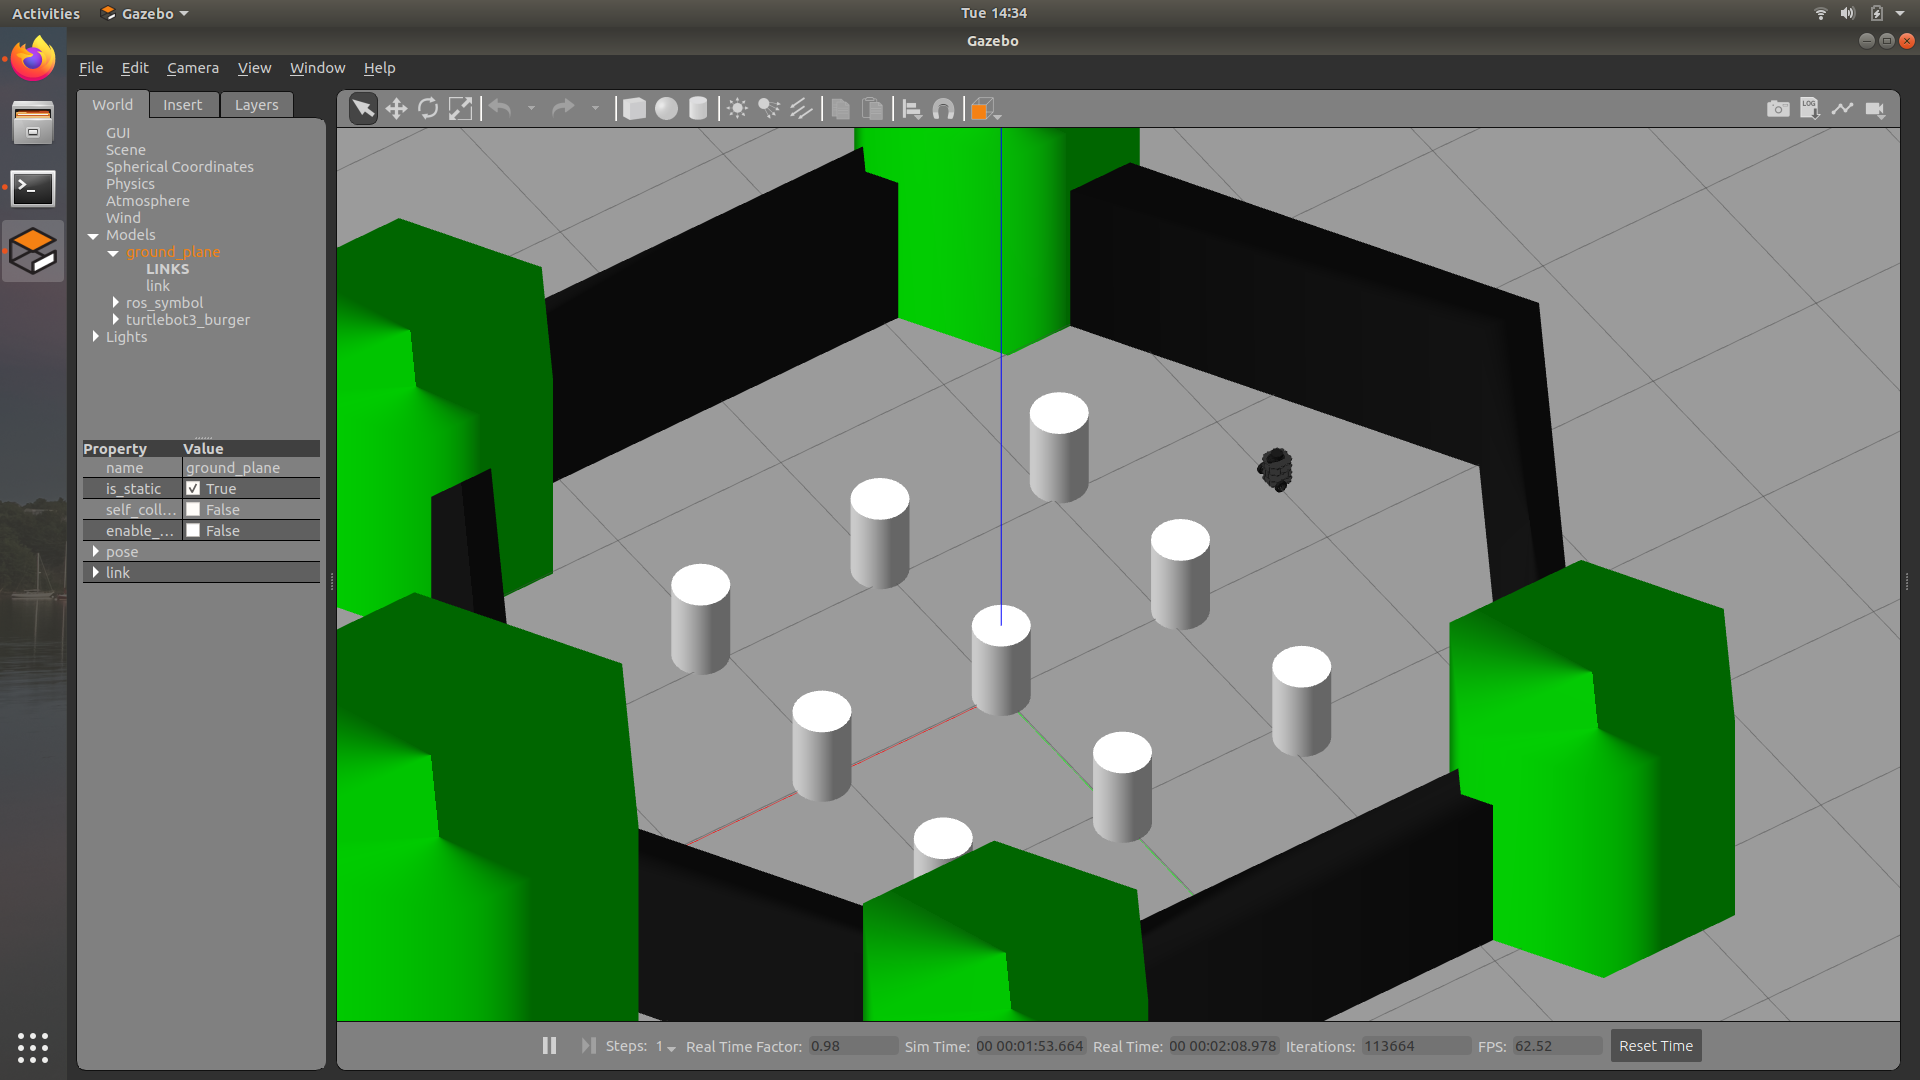 Activities Gazebo Tue 14:34
Gazebo
File Edit Camera View Window Help
World Insert Layers
LOG
GUI
Scene
Spherical Coordinates
Physics
Atmosphere
Wind
Models
ground_plane
LINKS
link
ros_symbol
turtlebot3_burger
Lights
Property Value
name ground_plane
is_static True
self_coll... False
enable_... False
pose
link
Steps: 1 Real Time Factor: 0.98 Sim Time: 00 00:01:53.664 Real Time: 00 00:02:08.978 Iterations: 113664 FPS: 62.52 Reset Time